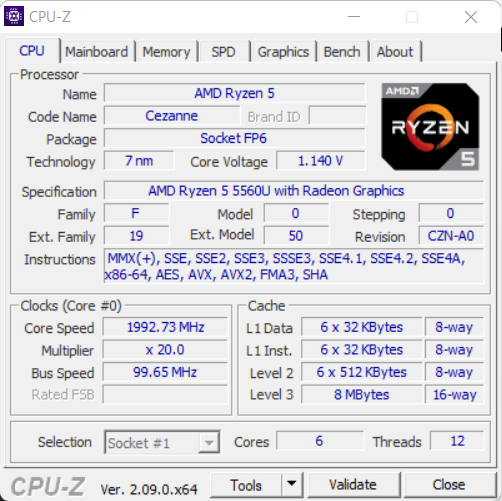 CPU-Z
CPU Mainboard Memory SPD Graphics Bench About
Processor
Name AMD Ryzen 5
Code Name Cezanne Brand ID
Package Socket FP6
Technology 7 nm Core Voltage 1.140 V
AMD
RYZEN
5
Specification AMD Ryzen 5 5560U with Radeon Graphics
Family F Model 0 Stepping 0
Ext. Family 19 Ext. Model 50 Revision CZN-A0
Instructions MMX(+), SSE, SSE2, SSE3, SSSE3, SSE4.1, SSE4.2, SSE4A,
x86-64, AES, AVX, AVX2, FMA3, SHA
Clocks (Core #0)
Core Speed 1992.73 MHz
Multiplier x 20.0
Bus Speed 99.65 MHz
Rated FSB
Cache
L1 Data 6 x 32 KBytes 8-way
L1 Inst. 6 x 32 KBytes 8-way
Level 2 6 x 512 KBytes 8-way
Level 3 8 MBytes 16-way
Selection Socket #1 Cores 6 Threads 12
CPU-Z Ver. 2.09.0.x64 Tools Validate Close